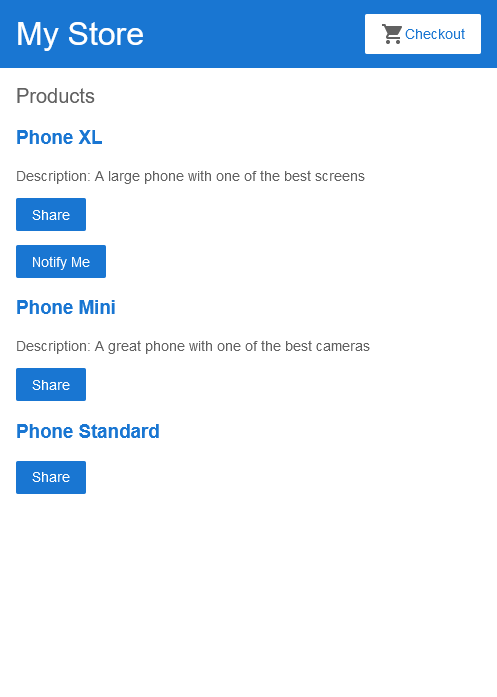 My Store
Checkout
Products
Phone XL
Description: A large phone with one of the best screens
Share
Notify Me
Phone Mini
Description: A great phone with one of the best cameras
Share
Phone Standard
Share